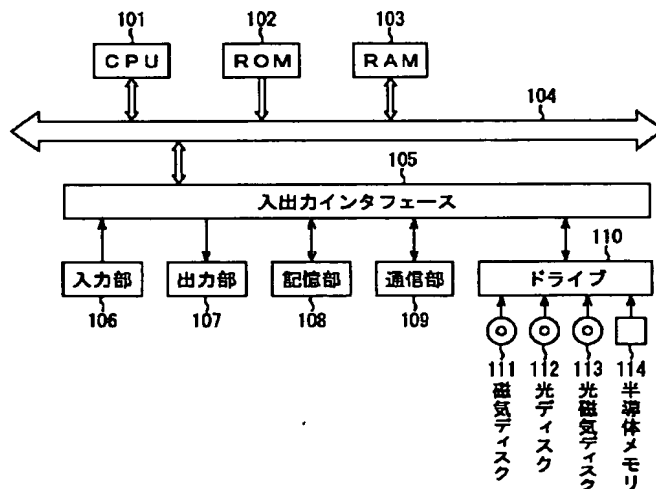 101
102
103
CPU
ROM
RAM
104
105
入出力インタフェース
110
入力部
出力部
記憶部
通信部
ドライブ
106
107
108
109
111
112
113
114
磁気ディスク
光ディスク
光磁気ディスク
半導体メモリ